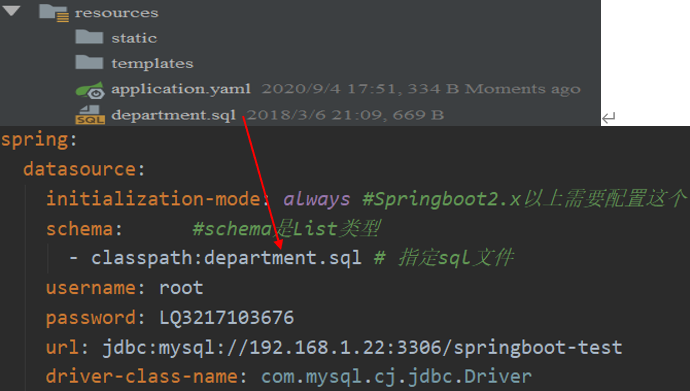 resources
static
templates
application.yaml 2020/9/4 17:51, 334 B Moments ago
SQL department.sql 2018/3/6 21:09, 669 B
spring:
datasource:
initialization-mode: always #Springboot2.x以上需要配置这个
schema: #schema是List类型
- classpath:department.sql # 指定sql文件
username: root
password: LQ3217103676
url: jdbc:mysql://192.168.1.22:3306/springboot-test
driver-class-name: com.mysql.cj.jdbc.Driver